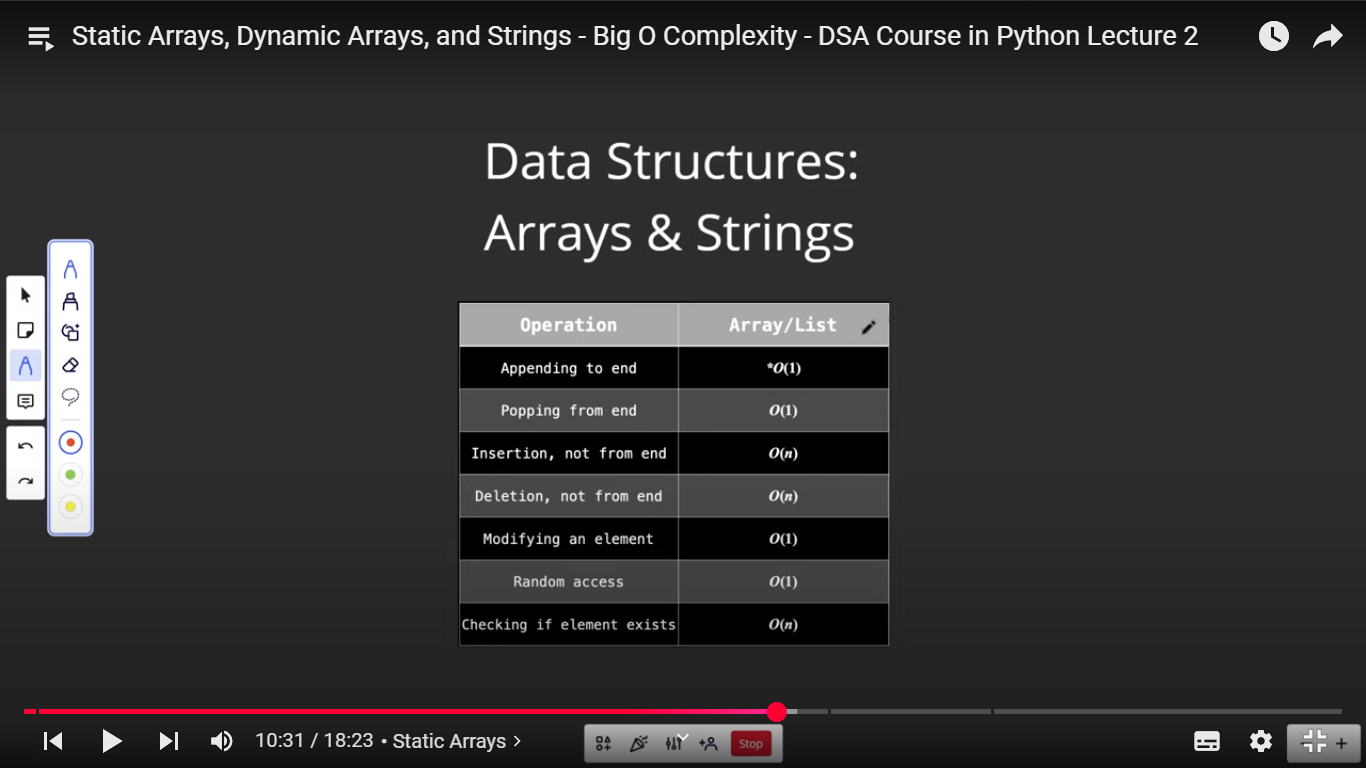 Static Arrays, Dynamic Arrays, and Strings - Big O Complexity - DSA Course in Python Lecture 2
Data Structures:
Arrays & Strings
Operation Array/List
Appending to end *O(1)
Popping from end O(1)
Insertion, not from end O(n)
Deletion, not from end O(n)
Modifying an element O(1)
Random access O(1)
Checking if element exists O(n)
10:31 / 18:23 • Static Arrays >
Stop